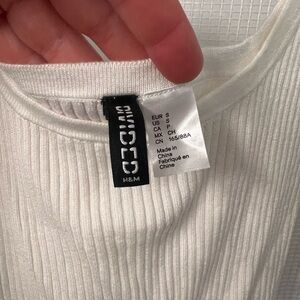 DIVIDED
H&M
EUR S
US S
CA P
MX CH
CN 165/88A
Made in
China
Fabriqué en
Chine